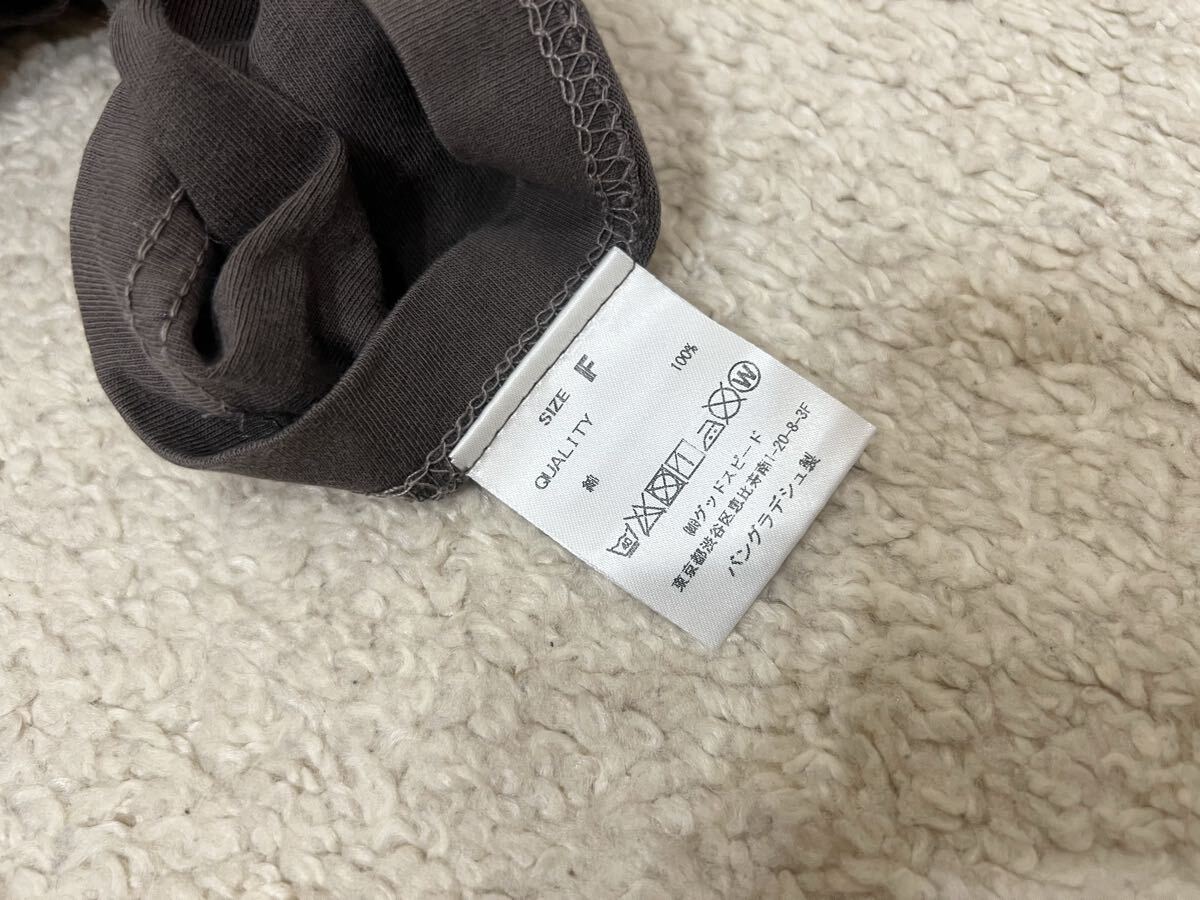 SIZE F
QUALITY
綿 100%
40 W
㈱グッドスピード
東京都渋谷区恵比寿南1-20-8-3F
バングラデシュ製